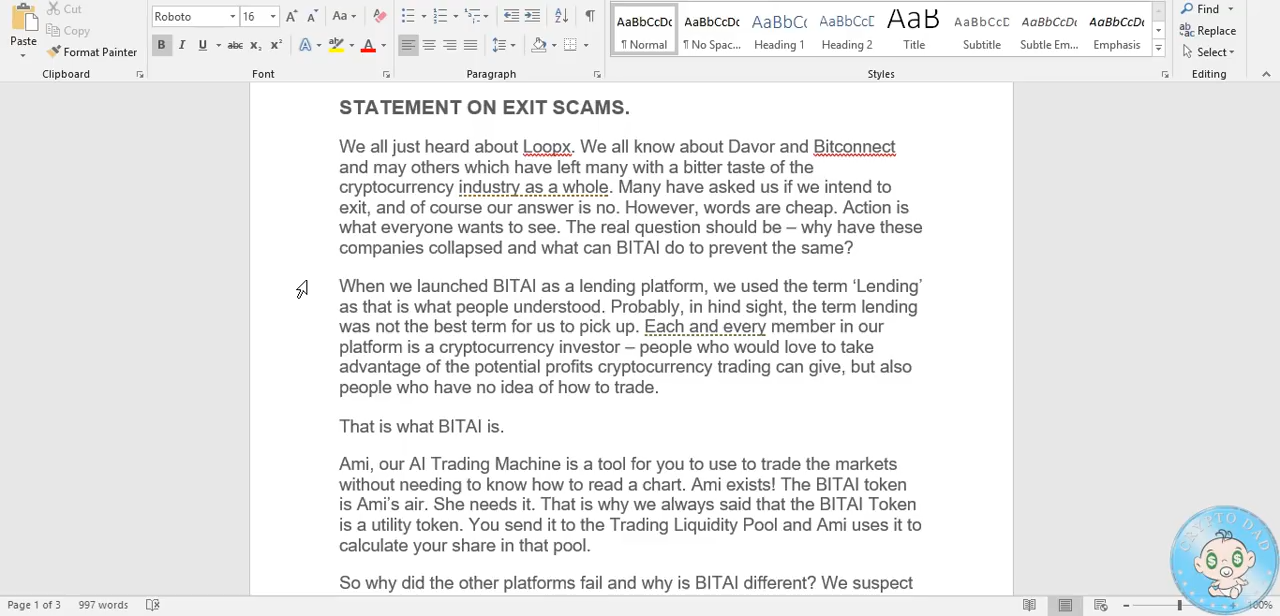 Cut
Copy
Format Painter
Paste
Clipboard
Roboto
16
Aa
B I U abc x₂ x²
A
A
Font
Paragraph
AaBbCcDc AaBbCcDc AaBbCc AaBbCcE AaB AaBbCcD AaBbCcDc AaBbCcDc
¶ Normal ¶ No Spac... Heading 1 Heading 2 Title Subtitle Subtle Em... Emphasis
Styles
Find
Replace
Select
Editing
STATEMENT ON EXIT SCAMS.
We all just heard about Loopx. We all know about Davor and Bitconnect
and may others which have left many with a bitter taste of the
cryptocurrency industry as a whole. Many have asked us if we intend to
exit, and of course our answer is no. However, words are cheap. Action is
what everyone wants to see. The real question should be – why have these
companies collapsed and what can BITAI do to prevent the same?
When we launched BITAI as a lending platform, we used the term ‘Lending’
as that is what people understood. Probably, in hind sight, the term lending
was not the best term for us to pick up. Each and every member in our
platform is a cryptocurrency investor – people who would love to take
advantage of the potential profits cryptocurrency trading can give, but also
people who have no idea of how to trade.
That is what BITAI is.
Ami, our AI Trading Machine is a tool for you to use to trade the markets
without needing to know how to read a chart. Ami exists! The BITAI token
is Ami’s air. She needs it. That is why we always said that the BITAI Token
is a utility token. You send it to the Trading Liquidity Pool and Ami uses it to
calculate your share in that pool.
So why did the other platforms fail and why is BITAI different? We suspect
CRYPTO DAD
Page 1 of 3 997 words
100%